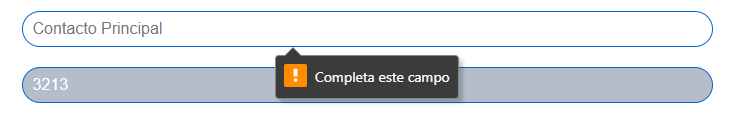 Contacto Principal
Completa este campo
3213